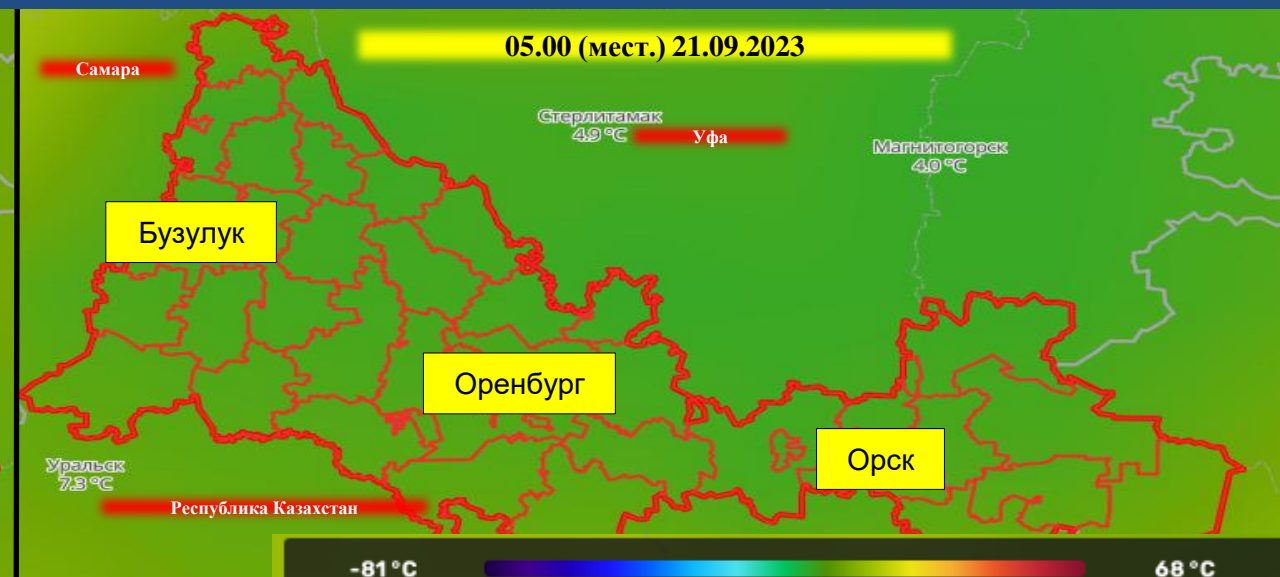 05.00 (мест.) 21.09.2023
Самара
Стерлитамак
4.9 °C
Уфа
Магнитогорск
4.0 °C
Бузулук
Оренбург
Орск
Уральск
7.3 °C
Республика Казахстан
-81 °C
68 °C